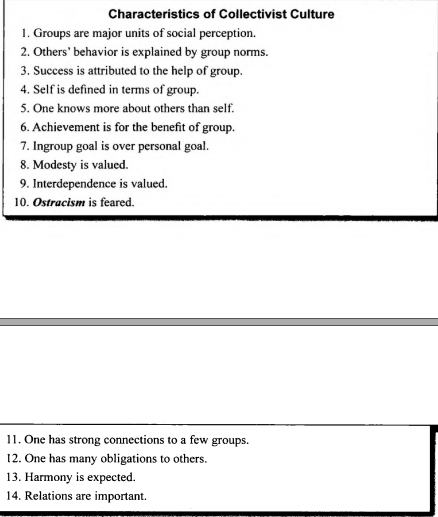 Characteristics of Collectivist Culture
1. Groups are major units of social perception.
2. Others' behavior is explained by group norms.
3. Success is attributed to the help of group.
4. Self is defined in terms of group.
5. One knows more about others than self.
6. Achievement is for the benefit of group.
7. Ingroup goal is over personal goal.
8. Modesty is valued.
9. Interdependence is valued.
10. Ostracism is feared.
11. One has strong connections to a few groups.
12. One has many obligations to others.
13. Harmony is expected.
14. Relations are important.